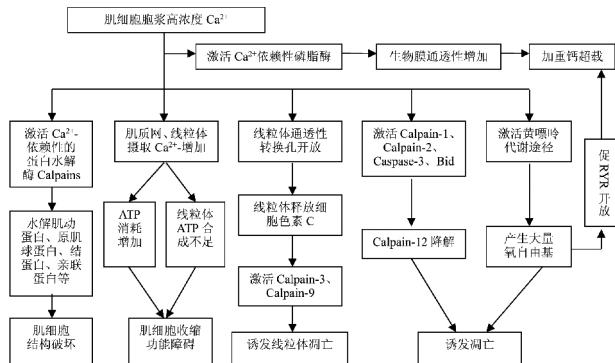 肌细胞胞浆高浓度 Ca²⁺
激活 Ca²⁺依赖性磷脂酶
生物膜通透性增加
加重钙超载
激活 Ca²⁺-
依赖性的
蛋白水解
酶 Calpains
肌质网、线粒体
摄取 Ca²⁺-增加
线粒体通透性
转换孔开放
激活 Calpain-1、
Calpain-2、
Caspase-3、Bid
激活黄嘌呤
代谢途径
促
RYR
开
放
水解肌动
蛋白、原肌
球蛋白、结
蛋白、亲联
蛋白等
ATP
消耗
增加
线粒体
ATP 合
成不足
线粒体释放细
胞色素 C
Calpain-12 降解
产生大量
氧自由基
激活 Calpain-3、
Calpain-9
肌细胞
结构破坏
肌细胞收缩
功能障碍
诱发线粒体凋亡
诱发凋亡